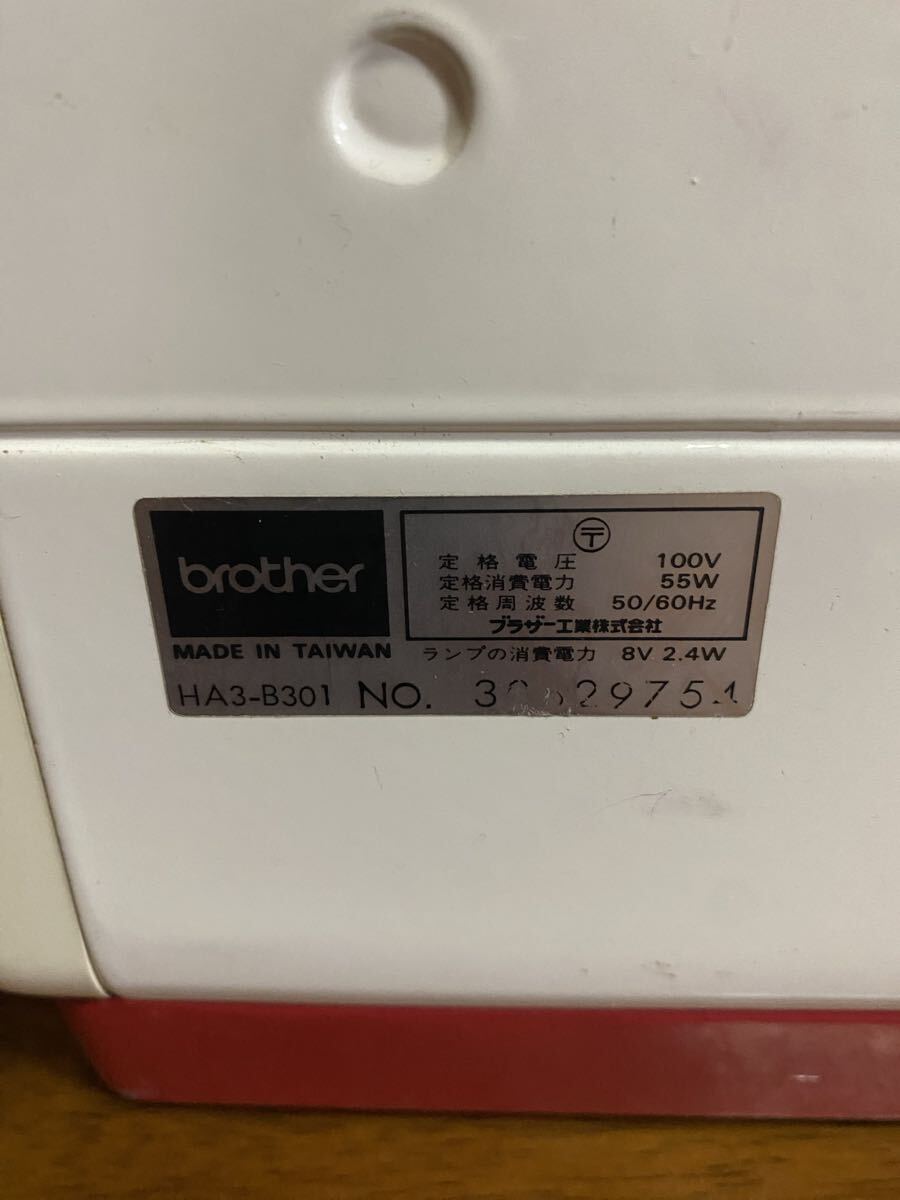 brother
MADE IN TAIWAN
〒
定格電圧 100V
定格消費電力 55W
定格周波数 50/60Hz
ブラザー工業株式会社
ランプの消費電力 8V 2.4W
HA3-B301 NO.